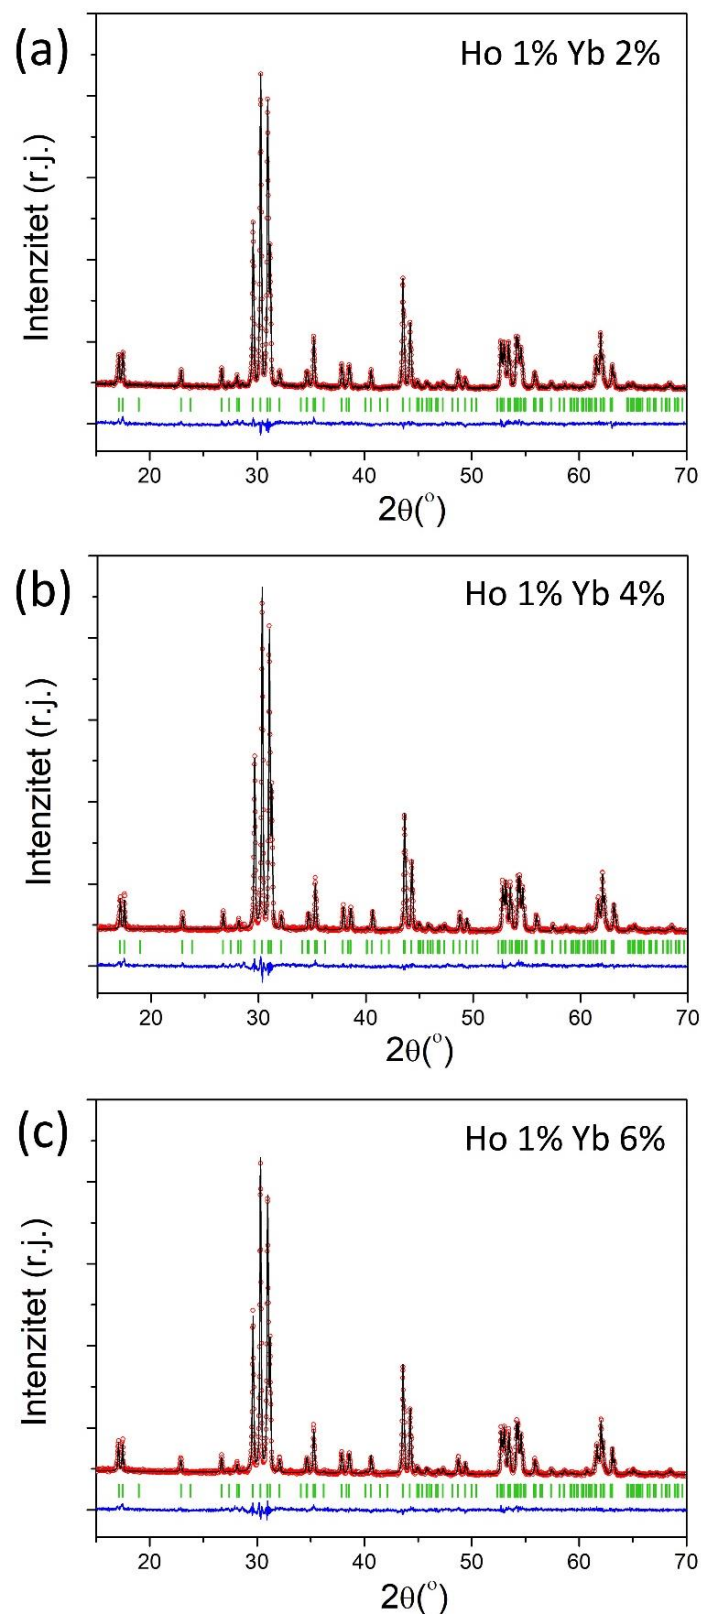 (a)
Ho 1% Yb 2%
Intenzitet (r.j.)
20 30 40 50 60 70
2θ(°)
(b)
Ho 1% Yb 4%
Intenzitet (r.j.)
20 30 40 50 60 70
2θ(°)
(c)
Ho 1% Yb 6%
Intenzitet (r.j.)
20 30 40 50 60 70
2θ(°)